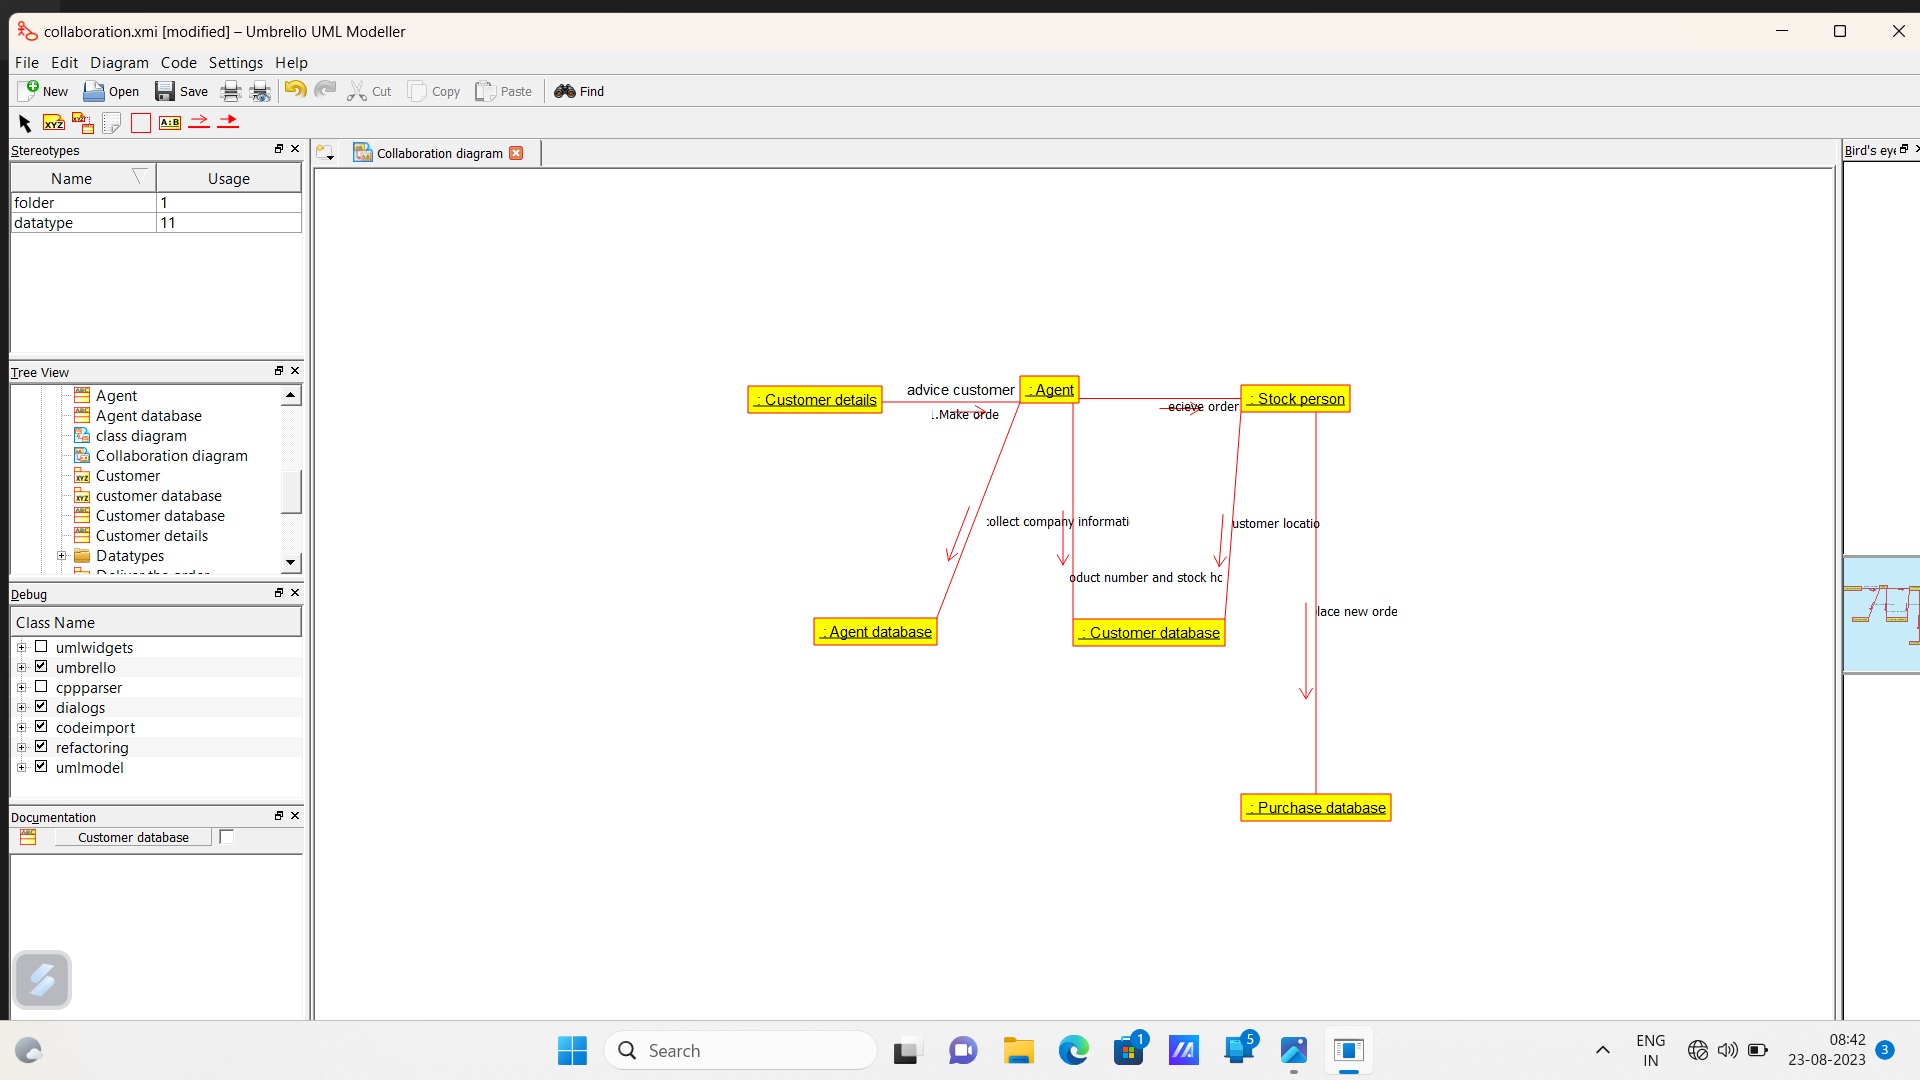 collaboration.xmi [modified] – Umbrello UML Modeller
File Edit Diagram Code Settings Help
New Open Save Cut Copy Paste Find
XYZ XYZ A:B
Stereotypes
Name Usage
folder 1
datatype 11
Tree View
Agent
Agent database
class diagram
Collaboration diagram
Customer
customer database
Customer database
Customer details
Datatypes
Debug
Class Name
umlwidgets
umbrello
cppparser
dialogs
codeimport
refactoring
umlmodel
Documentation
Customer database
Collaboration diagram
: Customer details
advice customer
: Agent
.Make orde
ecieve order
: Stock person
collect company informati
ustomer locatio
oduct number and stock hc
lace new orde
: Agent database
: Customer database
: Purchase database
Bird's eye
Search
1
5
ENG
IN
08:42
23-08-2023
3